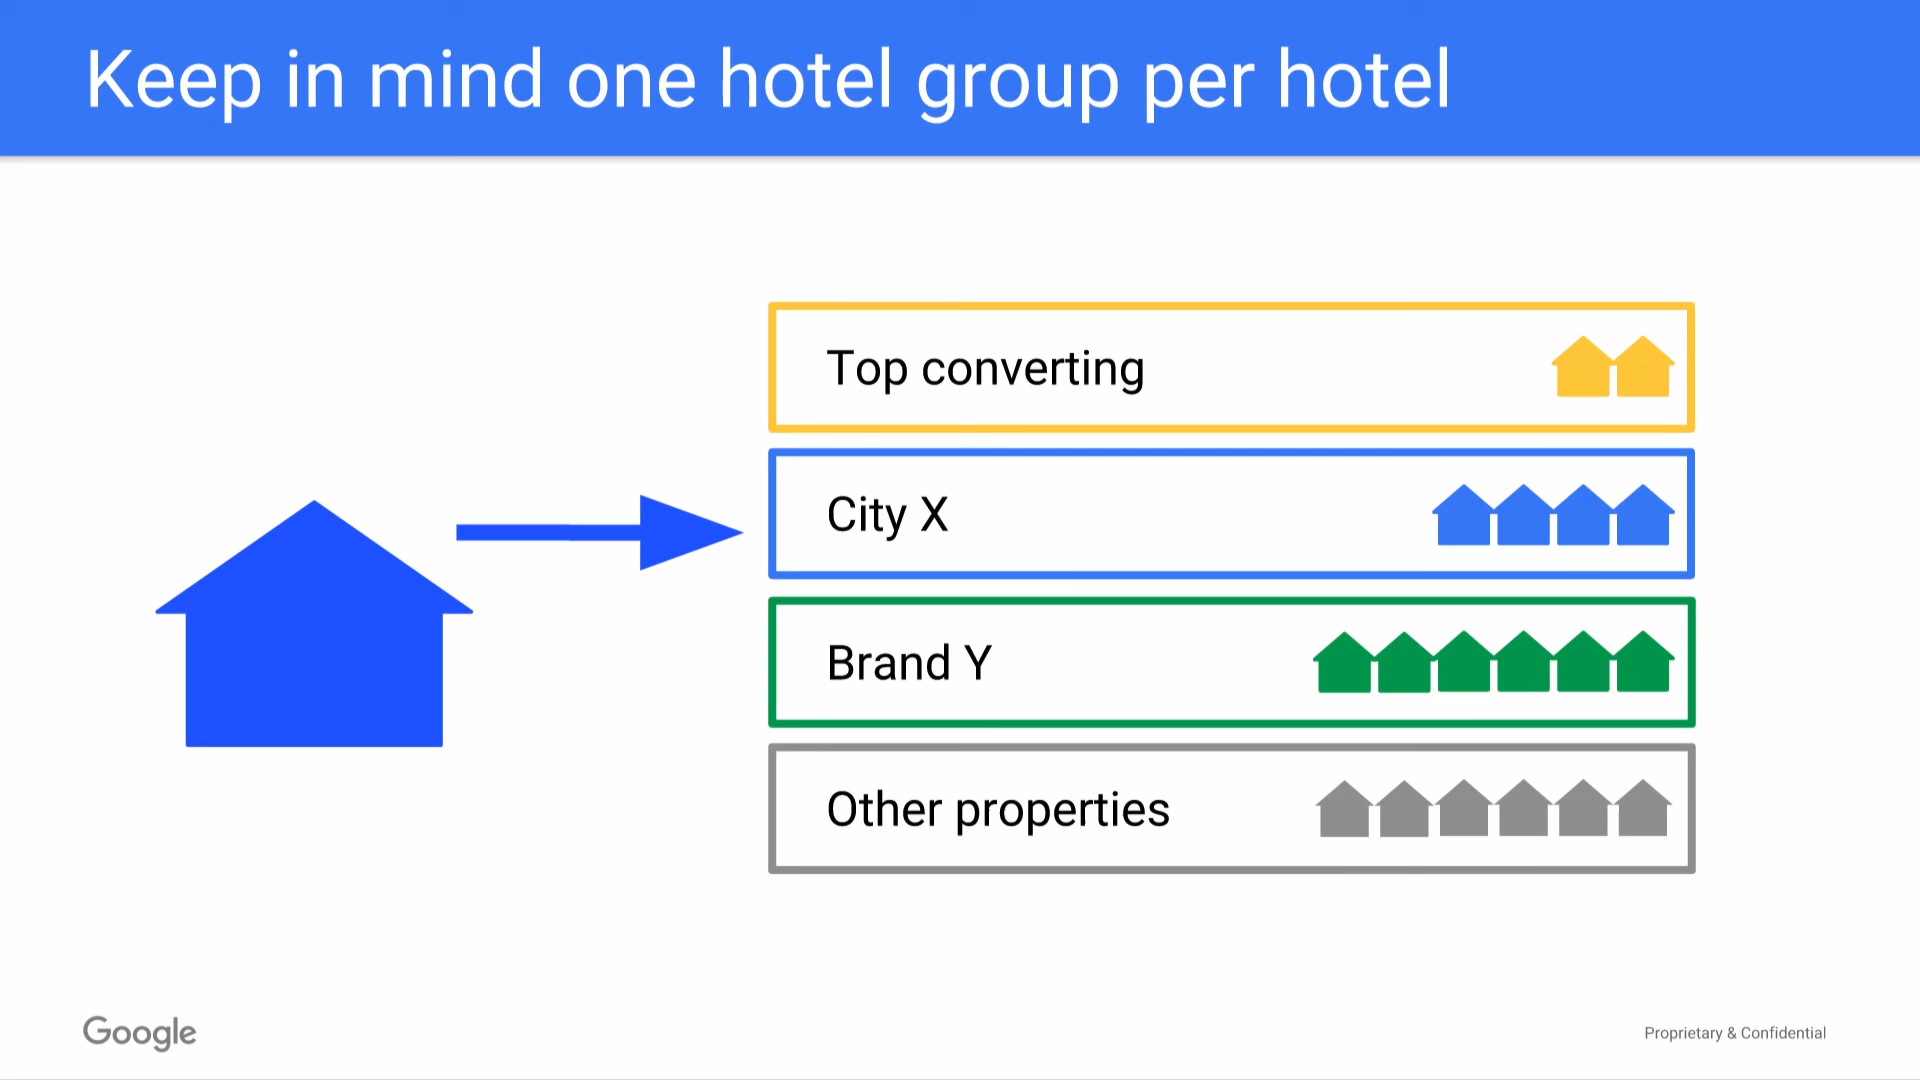 Keep in mind one hotel group per hotel
Top converting
City X
Brand Y
Other properties
Google
Proprietary & Confidential